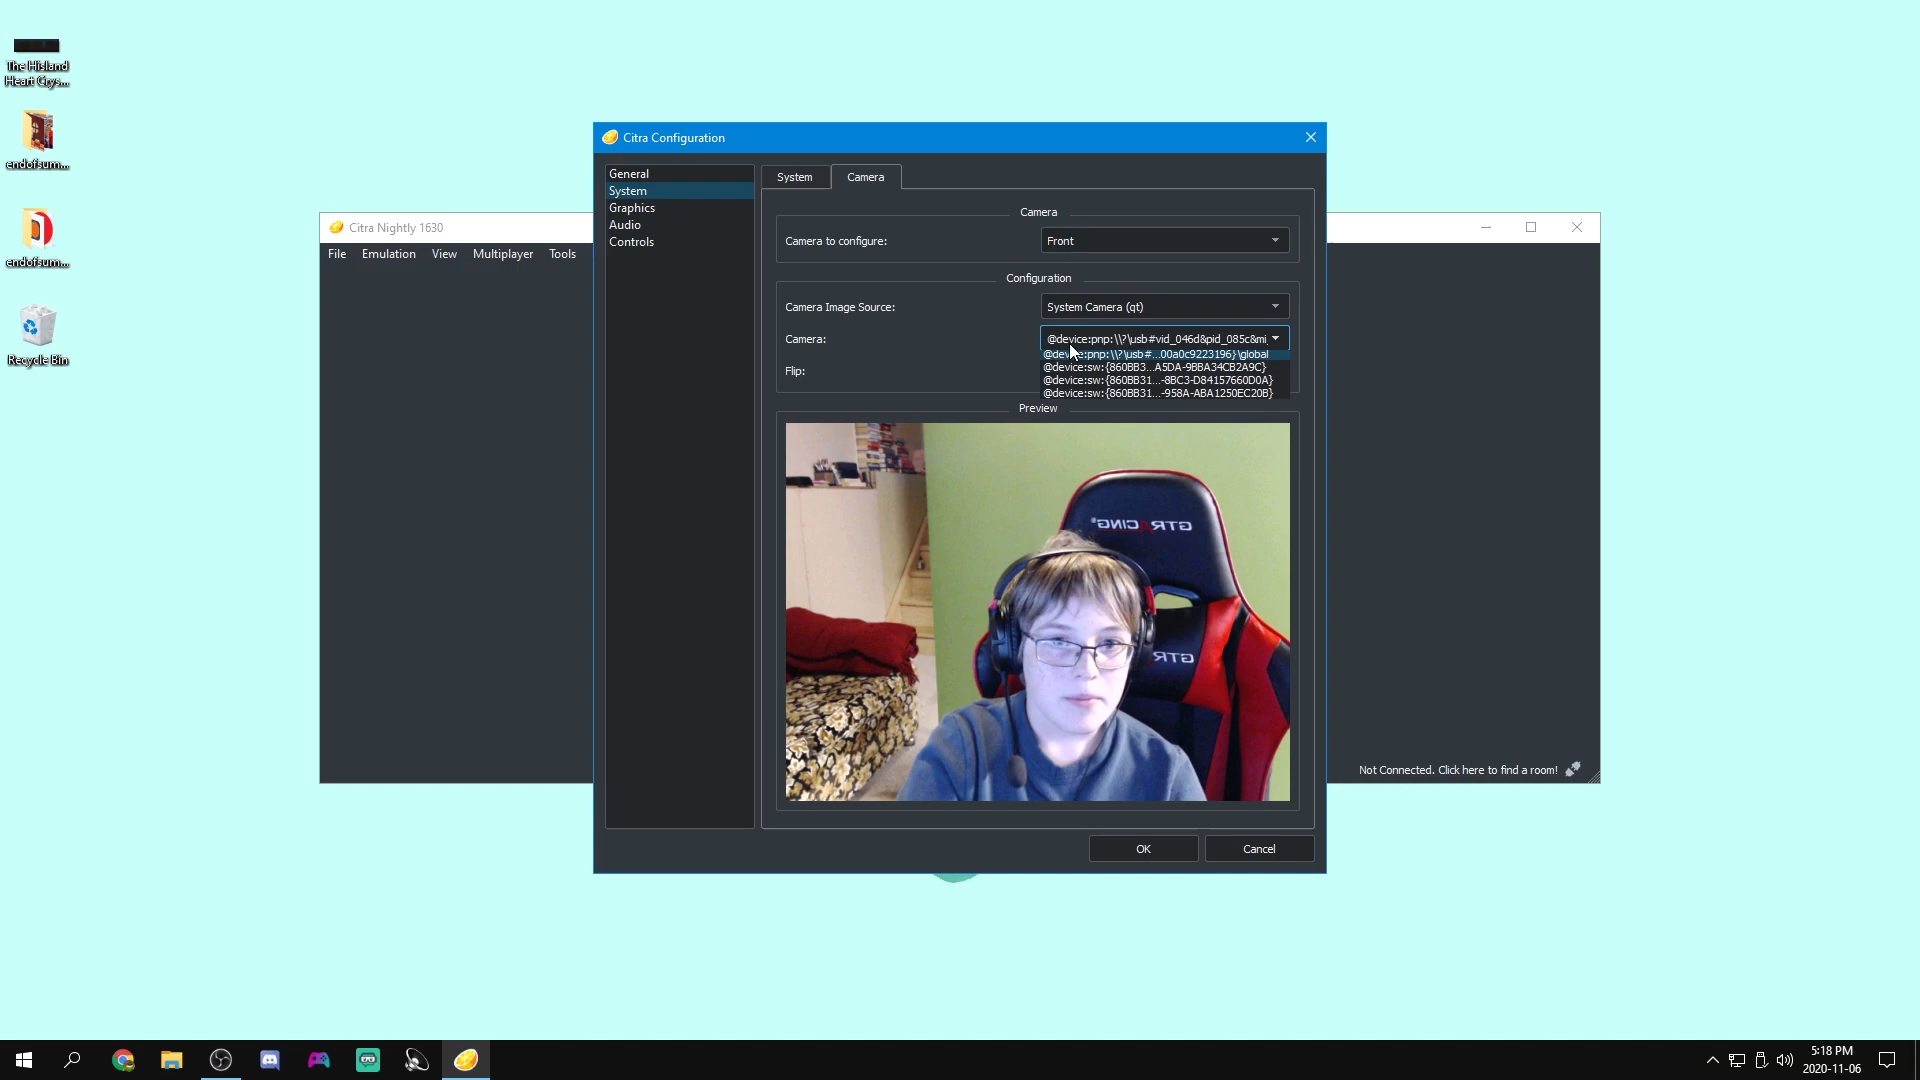 The Hisland
Heart Crys...
endofsum...
endofsum...
Recycle Bin
Citra Nightly 1630
File Emulation View Multiplayer Tools
Citra Configuration
General
System
Graphics
Audio
Controls
System Camera
Camera
Camera to configure: Front
Configuration
Camera Image Source: System Camera (qt)
Camera: @device:pnp:\\?\usb#vid_046d&pid_085c&mi_
@device:pnp:\\?\usb#...00a0c9223196}\global
@device:sw:{860BB3...A5DA-9BBA34CB2A9C}
@device:sw:{860BB31...-8BC3-D84157660D0A}
@device:sw:{860BB31...-958A-ABA1250EC20B}
Flip:
Preview
GTRACING
GTR
OK Cancel
Not Connected. Click here to find a room!
5:18 PM
2020-11-06